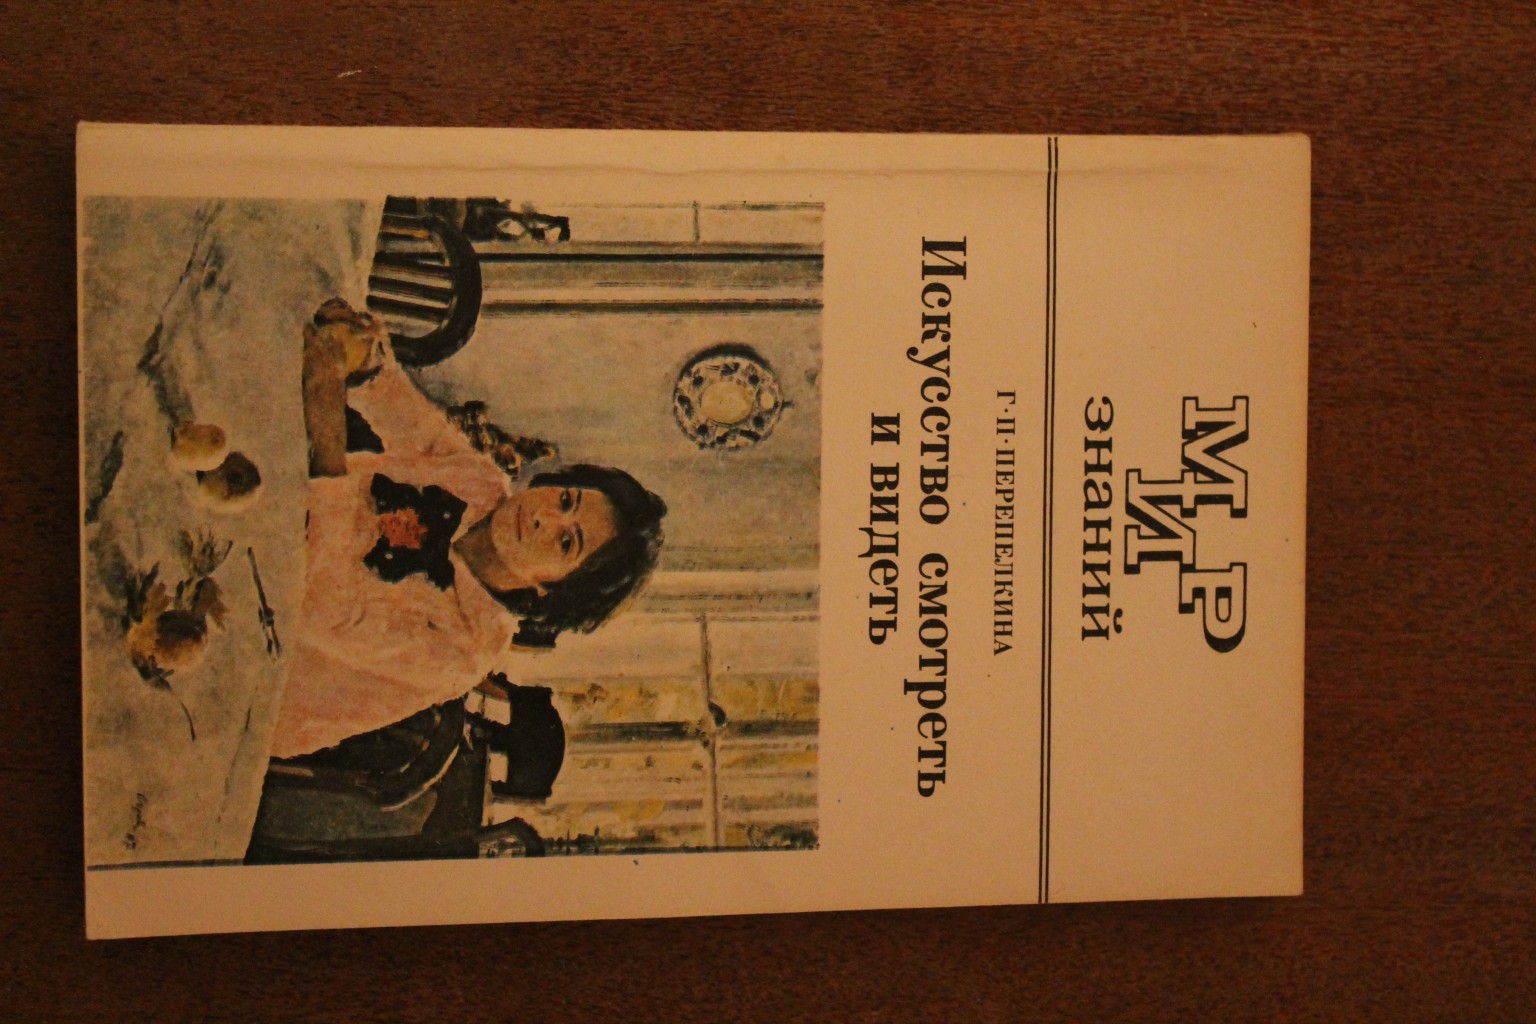 МИР
знаний
Г·П·ПЕРЕПЕЛКИНА
Искусство смотреть
и видеть